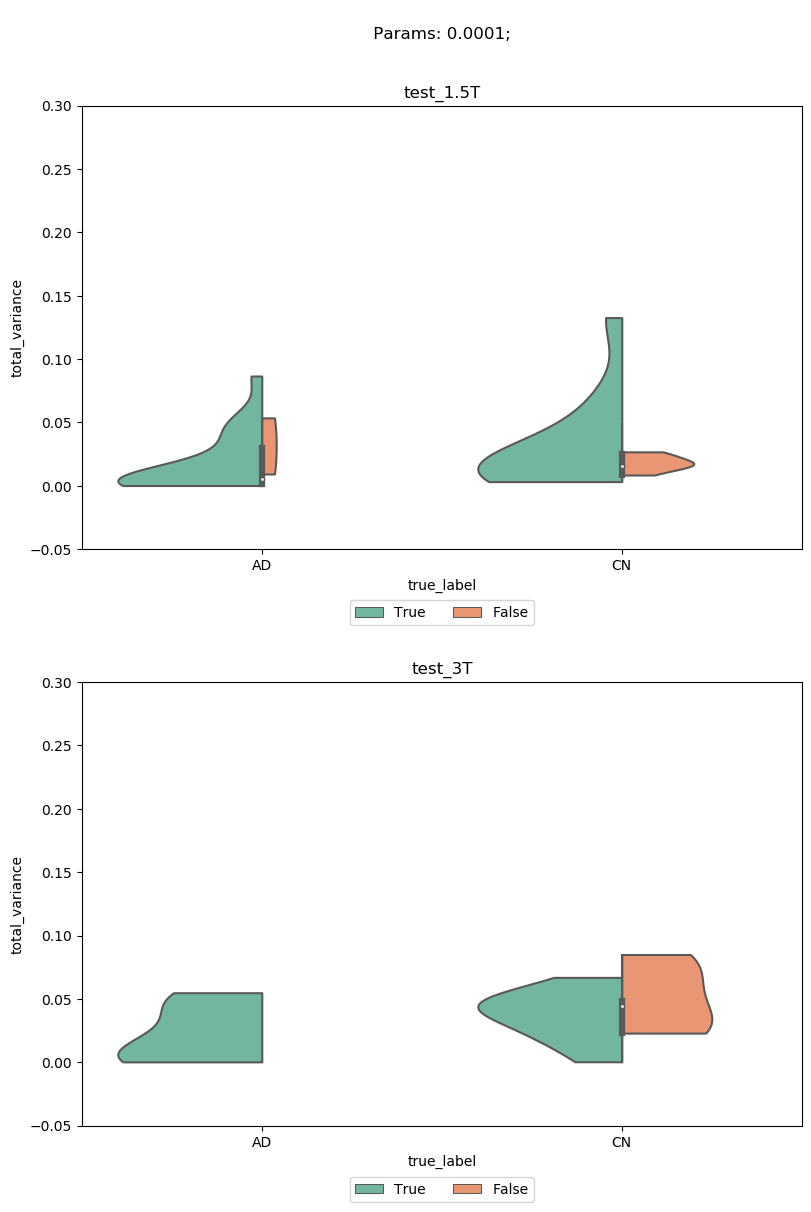 Params: 0.0001;
test_1.5T
0.30
0.25
0.20
0.15
0.10
0.05
0.00
−0.05
total_variance
AD CN
true_label
True False
test_3T
0.30
0.25
0.20
0.15
0.10
0.05
0.00
−0.05
total_variance
AD CN
true_label
True False